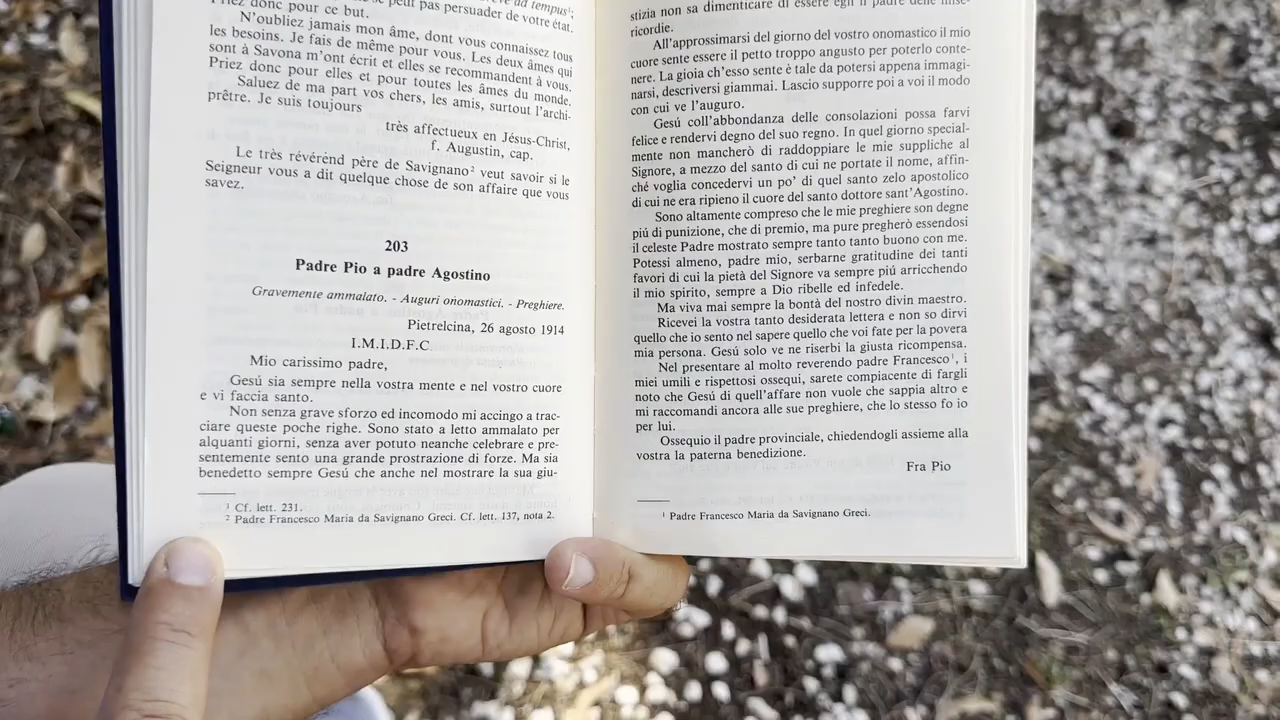 se peut pas persuader de votre état.
Priez donc pour ce but.
N'oubliez jamais mon âme, dont vous connaissez tous
les besoins. Je fais de même pour vous. Les deux âmes qui
sont à Savona m'ont écrit et elles se recommandent à vous.
Priez donc pour elles et pour toutes les âmes du monde.
Saluez de ma part vos chers, les amis, surtout l'archi-
prêtre. Je suis toujours
très affectueux en Jésus-Christ,
f. Augustin, cap.
Le très révérend père de Savignano² veut savoir si le
Seigneur vous a dit quelque chose de son affaire que vous
savez.
203
Padre Pio a padre Agostino
Gravemente ammalato. - Auguri onomastici. - Preghiere.
Pietrelcina, 26 agosto 1914
I.M.I.D.F.C.
Mio carissimo padre,
Gesú sia sempre nella vostra mente e nel vostro cuore
e vi faccia santo.
Non senza grave sforzo ed incomodo mi accingo a trac-
ciare queste poche righe. Sono stato a letto ammalato per
alquanti giorni, senza aver potuto neanche celebrare e pre-
sentemente sento una grande prostrazione di forze. Ma sia
benedetto sempre Gesú che anche nel mostrare la sua giu-
¹ Cf. lett. 231.
² Padre Francesco Maria da Savignano Greci. Cf. lett. 137, nota 2.
stizia non sa dimenticare di essere egli il padre delle mise-
ricordie.
All'approssimarsi del giorno del vostro onomastico il mio
cuore sente essere il petto troppo angusto per poterlo conte-
nere. La gioia ch'esso sente è tale da potersi appena immagi-
narsi, descriversi giammai. Lascio supporre poi a voi il modo
con cui ve l'auguro.
Gesú coll'abbondanza delle consolazioni possa farvi
felice e rendervi degno del suo regno. In quel giorno special-
mente non mancherò di raddoppiare le mie suppliche al
Signore, a mezzo del santo di cui ne portate il nome, affin-
ché voglia concedervi un po' di quel santo zelo apostolico
di cui ne era ripieno il cuore del santo dottore sant'Agostino.
Sono altamente compreso che le mie preghiere son degne
piú di punizione, che di premio, ma pure pregherò essendosi
il celeste Padre mostrato sempre tanto tanto buono con me.
Potessi almeno, padre mio, serbarne gratitudine dei tanti
favori di cui la pietà del Signore va sempre piú arricchendo
il mio spirito, sempre a Dio ribelle ed infedele.
Ma viva mai sempre la bontà del nostro divin maestro.
Ricevei la vostra tanto desiderata lettera e non so dirvi
quello che io sento nel sapere quello che voi fate per la povera
mia persona. Gesú solo ve ne riserbi la giusta ricompensa.
Nel presentare al molto reverendo padre Francesco¹, i
miei umili e rispettosi ossequi, sarete compiacente di fargli
noto che Gesú di quell'affare non vuole che sappia altro e
mi raccomandi ancora alle sue preghiere, che lo stesso fo io
per lui.
Ossequio il padre provinciale, chiedendogli assieme alla
vostra la paterna benedizione.
Fra Pio
¹ Padre Francesco Maria da Savignano Greci.